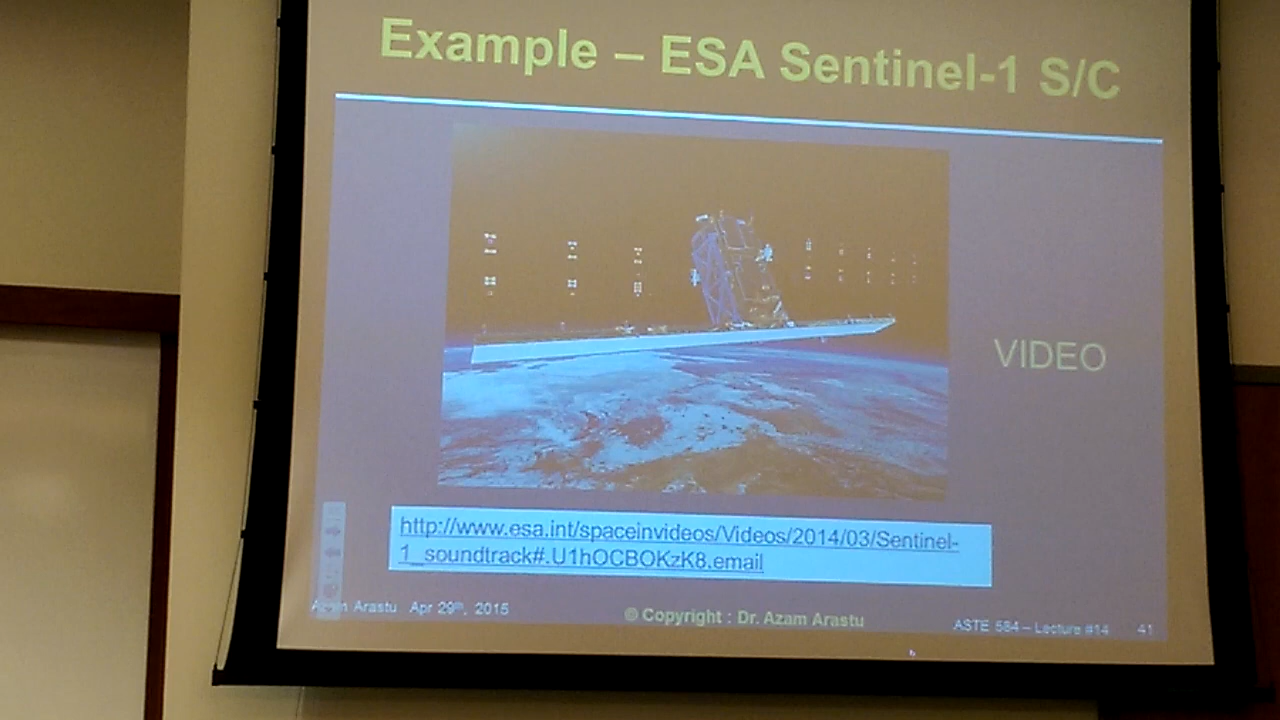 Example – ESA Sentinel-1 S/C
VIDEO
http://www.esa.int/spaceinvideos/Videos/2014/03/Sentinel-
1_soundtrack#.U1hOCBOKzK8.email
Azam Arastu Apr 29th, 2015
© Copyright : Dr. Azam Arastu
ASTE 584 – Lecture #14 41